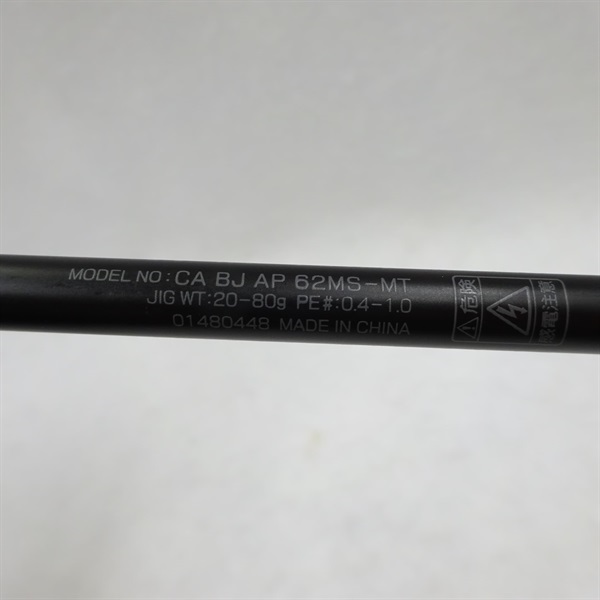 MODEL NO:CA BJ AP 62MS-MT
JIG WT:20-80g PE#:0.4-1.0
01480448 MADE IN CHINA
危険
感電注意